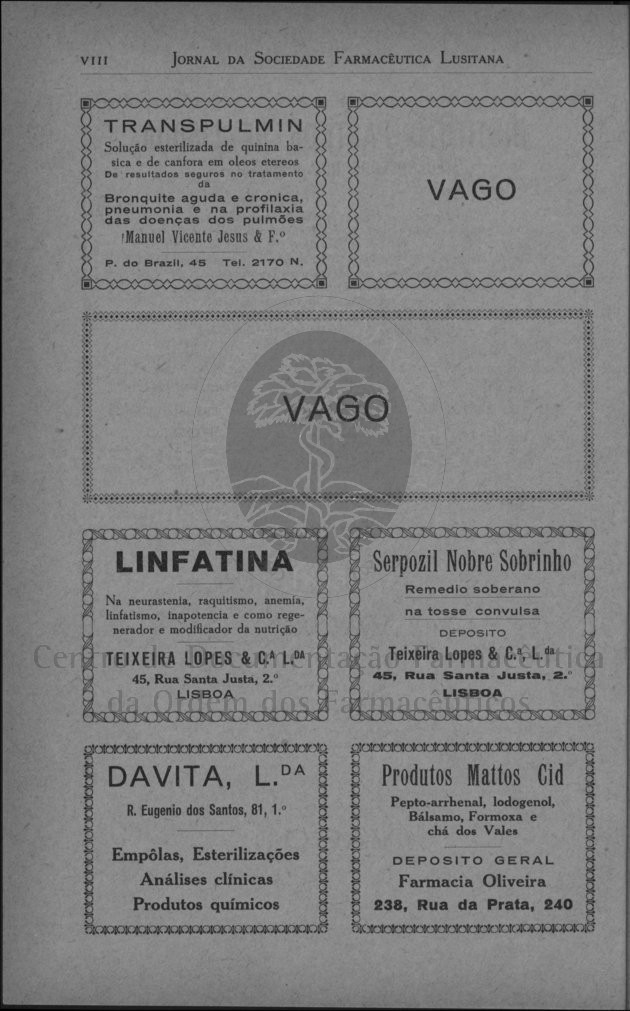 VIII
JORNAL DA SOCIEDADE FARMACÊUTICA LUSITANA
TRANSPULMIN
Solução esterilizada de quinina ba-
sica e de canfora em oleos etereos
De resultados seguros no tratamento
da
Bronquite aguda e cronica,
pneumonia e na profilaxia
das doenças dos pulmões
Manuel Vicente Jesus & F.º
P. do Brazil, 45 Tel. 2170 N.
VAGO
VAGO
LINFATINA
Na neurastenia, raquitismo, anemia,
linfatismo, inapotencia e como rege-
nerador e modificador da nutrição
TEIXEIRA LOPES & C.ª L.DA
45, Rua Santa Justa, 2.º
LISBOA
Serpozil Nobre Sobrinho
Remedio soberano
na tosse convulsa
DEPOSITO
Teixeira Lopes & C.ª, L.da
45, Rua Santa Justa, 2.º
LISBOA
Centro de Documentação Farmacêutica
da Ordem dos Farmacêuticos
DAVITA, L.DA
R. Eugenio dos Santos, 81, 1.º
Empôlas, Esterilizações
Análises clínicas
Produtos químicos
Produtos Mattos Cid
Pepto-arrhenal, Iodogenol,
Bálsamo, Formoxa e
chá dos Vales
DEPOSITO GERAL
Farmacia Oliveira
238, Rua da Prata, 240